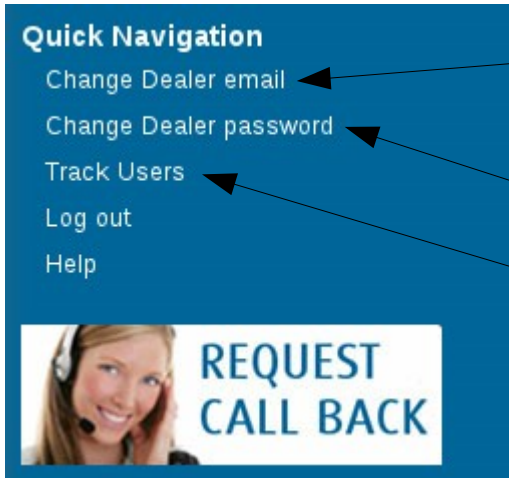 Quick Navigation
Change Dealer email
Change Dealer password
Track Users
Log out
Help
REQUEST
CALL BACK